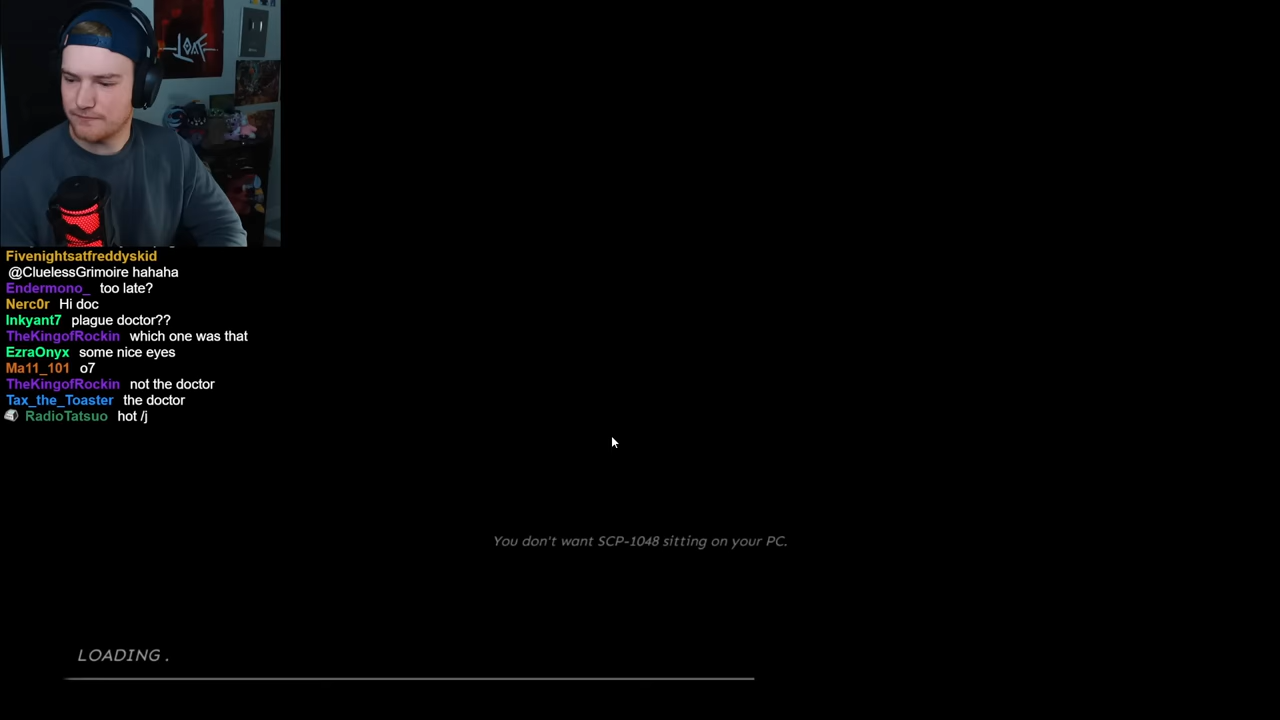 LOAF
Fivenightsatfreddyskid
@CluelessGrimoire hahaha
Endermono_ too late?
Nerc0r Hi doc
Inkyant7 plague doctor??
TheKingofRockin which one was that
EzraOnyx some nice eyes
Ma11_101 o7
TheKingofRockin not the doctor
Tax_the_Toaster the doctor
RadioTatsuo hot /j
You don't want SCP-1048 sitting on your PC.
LOADING .